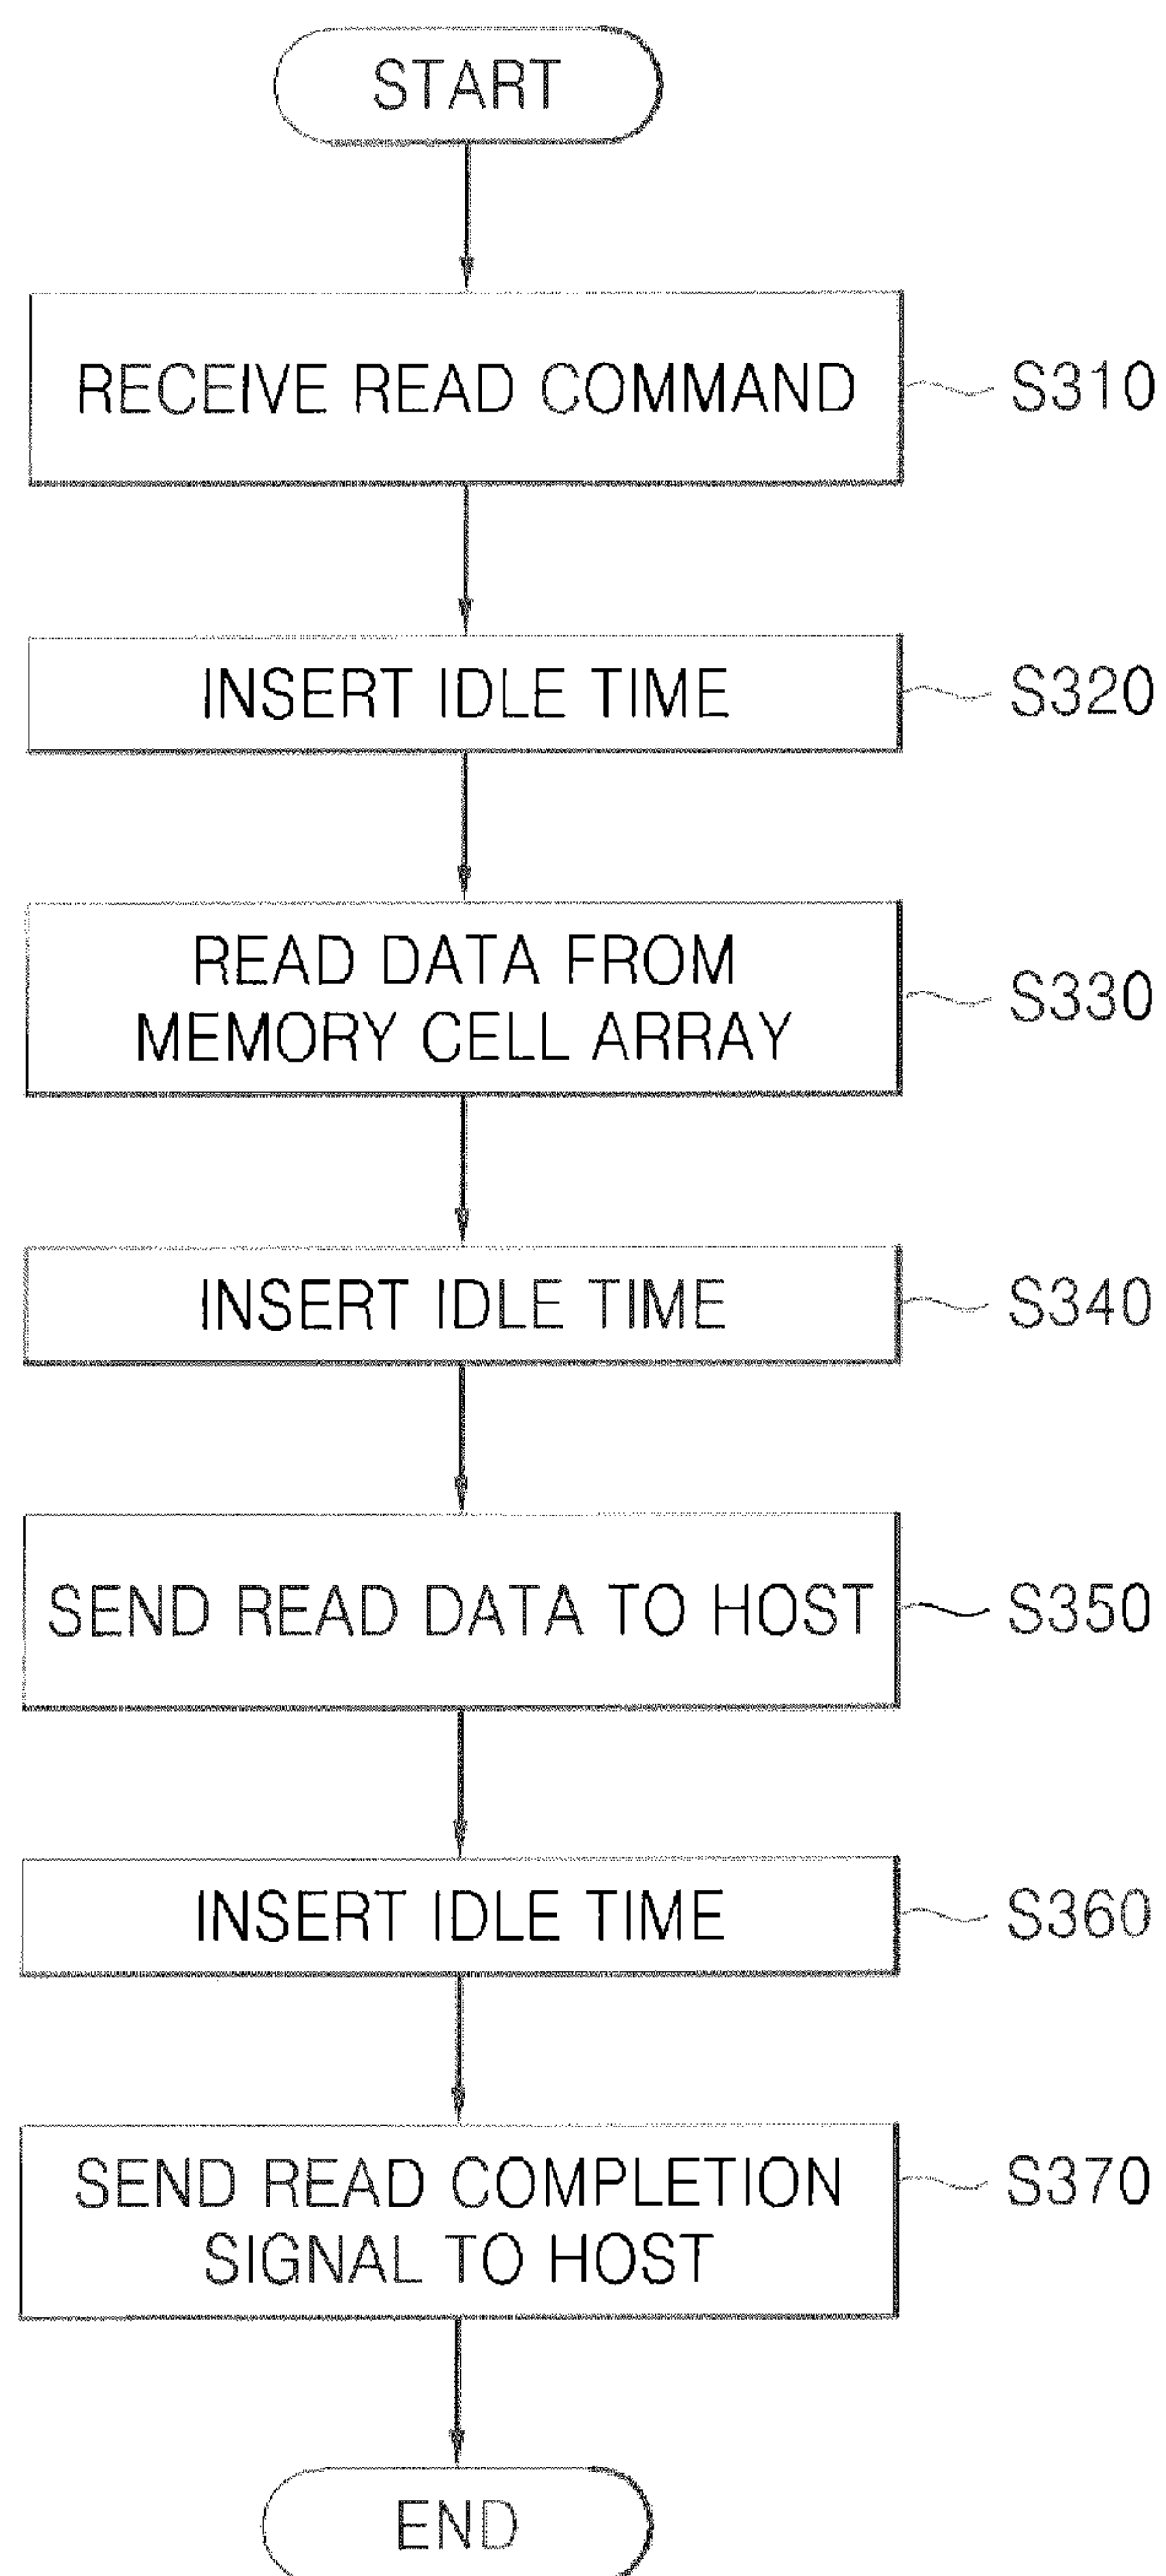 START
RECEIVE READ COMMAND
S310
INSERT IDLE TIME
S320
READ DATA FROM
MEMORY CELL ARRAY
S330
INSERT IDLE TIME
S340
SEND READ DATA TO HOST
S350
INSERT IDLE TIME
S360
SEND READ COMPLETION
SIGNAL TO HOST
S370
END